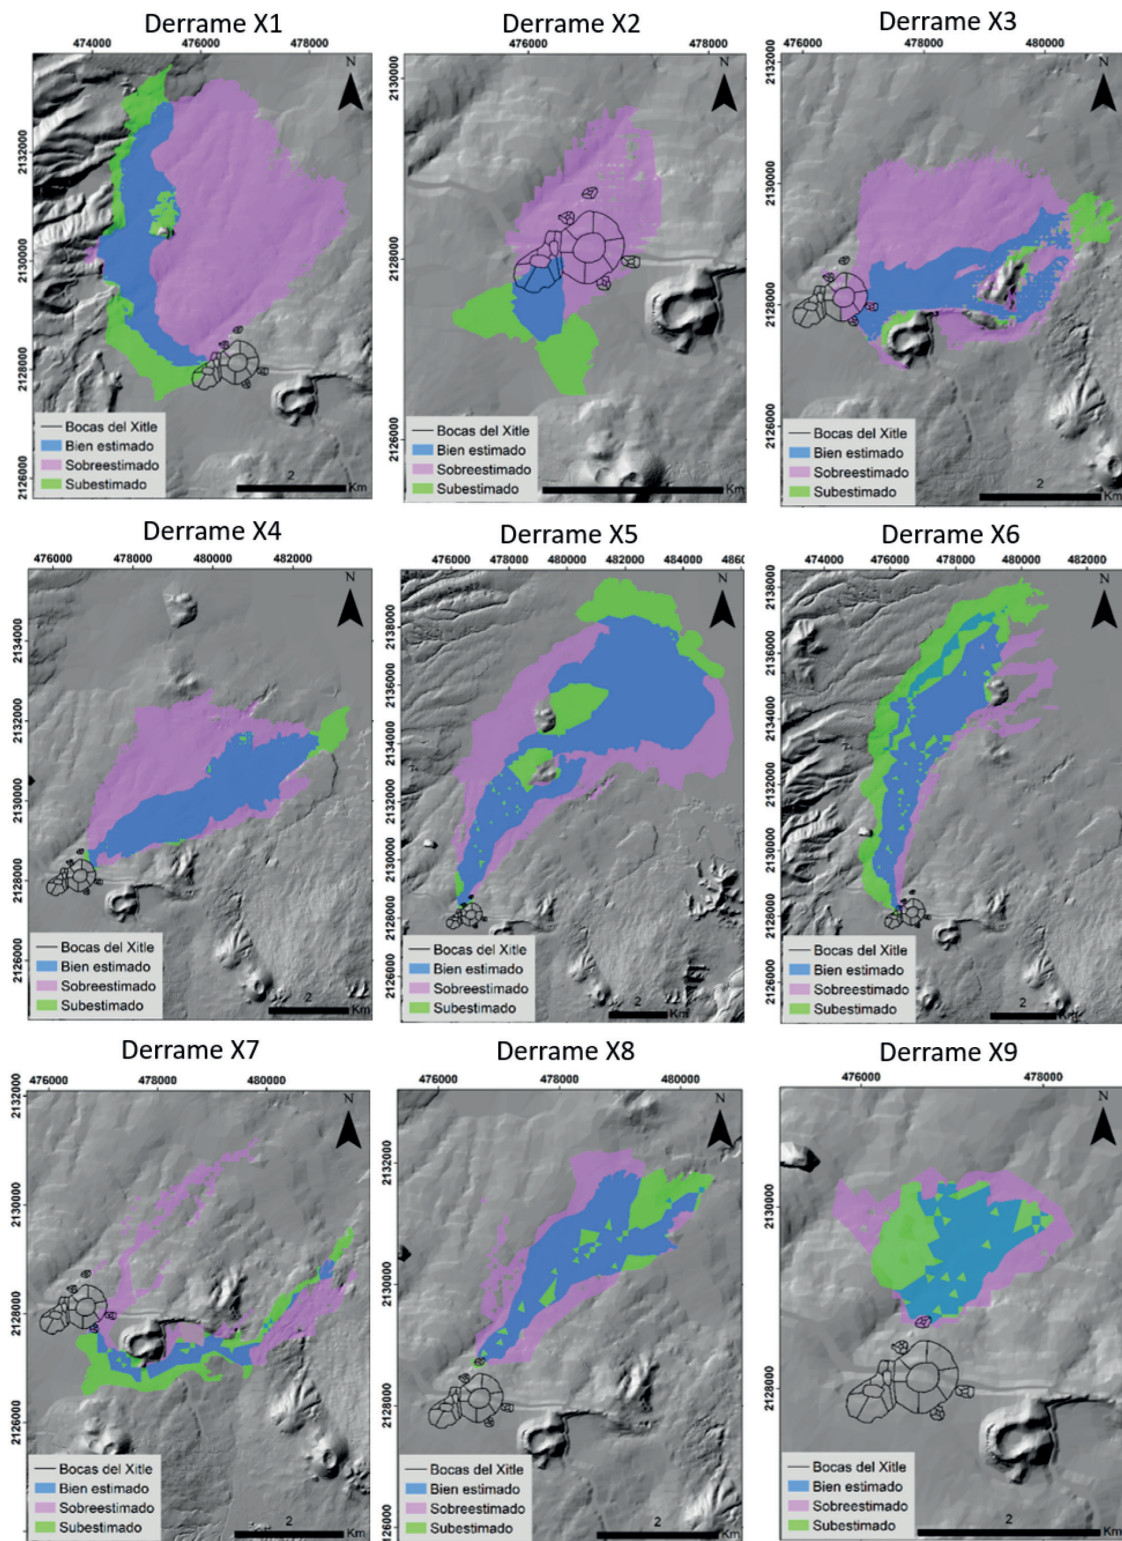 Derrame X1
474000 476000 478000
N
2132000
2130000
2128000
2126000
Bocas del Xitle
Bien estimado
Sobreestimado
Subestimado
2
Km
Derrame X2
476000 478000
N
2130000
2128000
2126000
Bocas del Xitle
Bien estimado
Sobreestimado
Subestimado
2
Km
Derrame X3
476000 478000 480000
N
2132000
2130000
2128000
2126000
Bocas del Xitle
Bien estimado
Sobreestimado
Subestimado
2
Km
Derrame X4
476000 478000 480000 482000
N
2134000
2132000
2130000
2128000
2126000
Bocas del Xitle
Bien estimado
Sobreestimado
Subestimado
2
Km
Derrame X5
476000 478000 480000 482000 484000 48600
N
2138000
2136000
2134000
2132000
2130000
2128000
2126000
Bocas del Xitle
Bien estimado
Sobreestimado
Subestimado
2
Km
Derrame X6
474000 476000 478000 480000 482000
N
2138000
2136000
2134000
2132000
2130000
2128000
2126000
Bocas del Xitle
Bien estimado
Sobreestimado
Subestimado
2
Km
Derrame X7
476000 478000 480000
N
2132000
2130000
2128000
2126000
Bocas del Xitle
Bien estimado
Sobreestimado
Subestimado
2
Km
Derrame X8
476000 478000 480000
N
2132000
2130000
2128000
2126000
Bocas del Xitle
Bien estimado
Sobreestimado
Subestimado
2
Km
Derrame X9
476000 478000
N
2130000
2128000
Bocas del Xitle
Bien estimado
Sobreestimado
Subestimado
2
Km